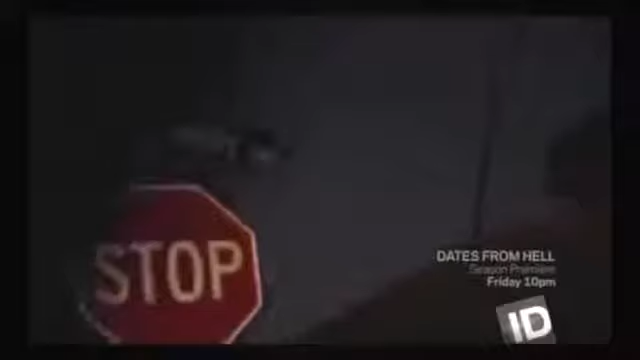 STOP
DATES FROM HELL
Season Premiere
Friday 10pm
ID